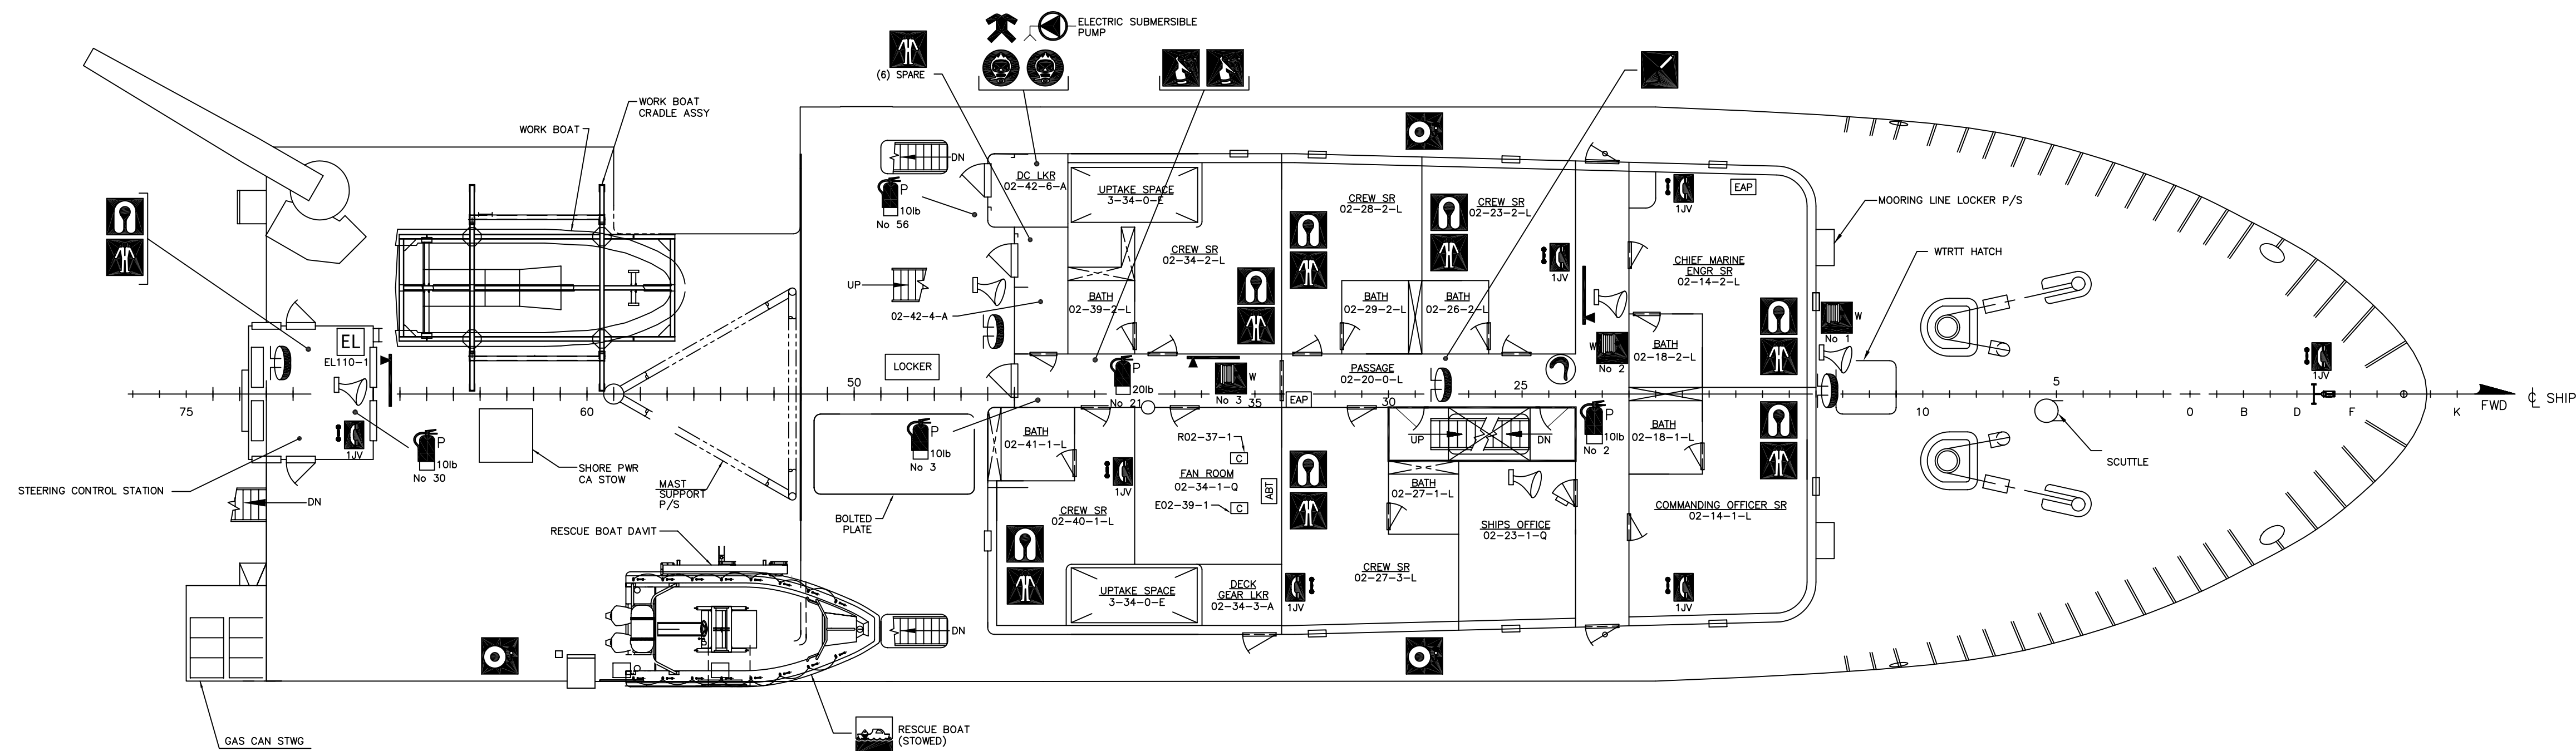 ELECTRIC SUBMERSIBLE
PUMP
(6) SPARE
WORK BOAT
CRADLE ASSY
WORK BOAT
DN
P
10lb
No 56
DC LKR
02-42-6-A
UPTAKE SPACE
3-34-0-E
CREW SR
02-28-2-L
CREW SR
02-23-2-L
1JV
EAP
MOORING LINE LOCKER P/S
CREW SR
02-34-2-L
1JV
CHIEF MARINE
ENGR SR
02-14-2-L
WTRTT HATCH
UP
02-42-4-A
BATH
02-39-2-L
BATH
02-29-2-L
BATH
02-26-2-L
W
No 1
EL
EL110-1
LOCKER
P
20lb
No 21
W
No 3
PASSAGE
02-20-0-L
W
No 2
BATH
02-18-2-L
1JV
75
60
50
35
EAP
30
25
10
5
0
B
D
F
K
FWD
℄ SHIP
1JV
P
10lb
No 30
SHORE PWR
CA STOW
P
10lb
No 3
BATH
02-41-1-L
R02-37-1
C
UP
DN
P
10lb
No 2
BATH
02-18-1-L
SCUTTLE
STEERING CONTROL STATION
DN
MAST
SUPPORT
P/S
BOLTED
PLATE
1JV
FAN ROOM
02-34-1-Q
ABT
E02-39-1
C
BATH
02-27-1-L
CREW SR
02-40-1-L
SHIPS OFFICE
02-23-1-Q
COMMANDING OFFICER SR
02-14-1-L
RESCUE BOAT DAVIT
UPTAKE SPACE
3-34-0-E
DECK
GEAR LKR
02-34-3-A
1JV
CREW SR
02-27-3-L
1JV
DN
RESCUE BOAT
(STOWED)
GAS CAN STWG